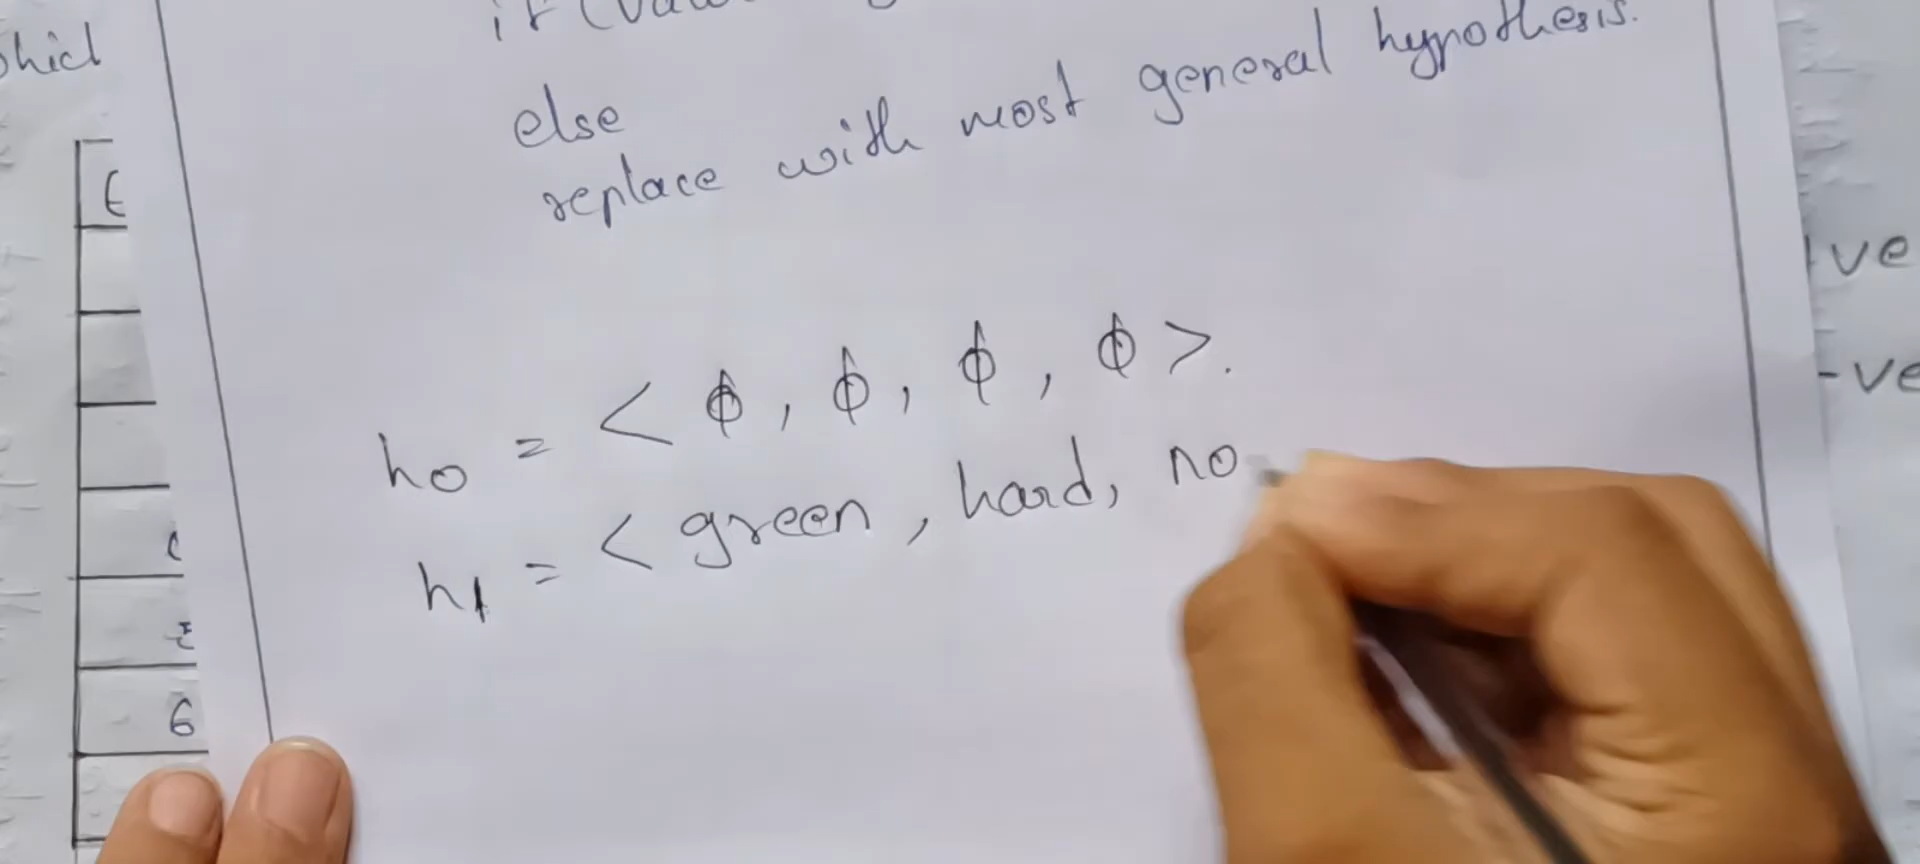 else
replace with most general hypothesis.
h0 = < ϕ, ϕ, ϕ, ϕ >.
h1 = < green, hard, no
+ve
-ve
6